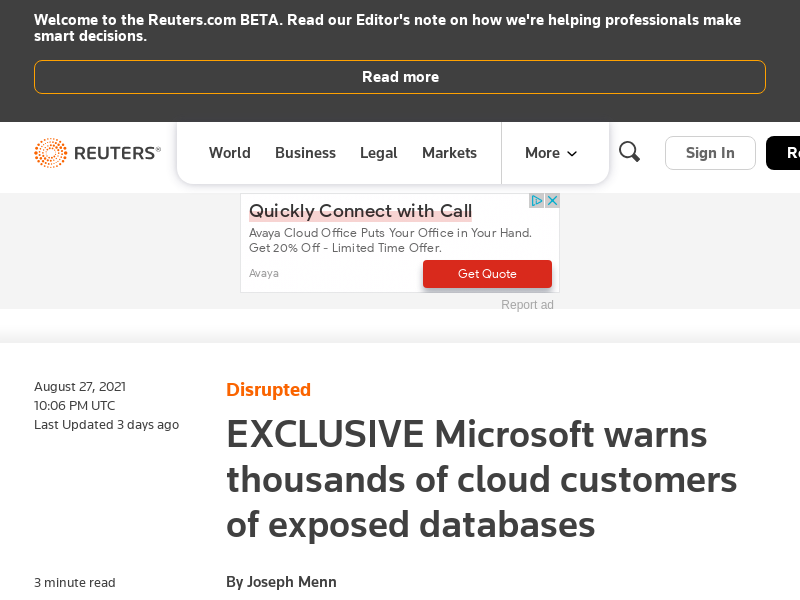 Welcome to the Reuters.com BETA. Read our Editor's note on how we're helping professionals make
smart decisions.
Read more
REUTERS®
World
Business
Legal
Markets
More
Sign In
Quickly Connect with Call
Avaya Cloud Office Puts Your Office in Your Hand.
Get 20% Off - Limited Time Offer.
Avaya
Get Quote
Report ad
August 27, 2021
10:06 PM UTC
Last Updated 3 days ago
Disrupted
EXCLUSIVE Microsoft warns
thousands of cloud customers
of exposed databases
3 minute read
By Joseph Menn